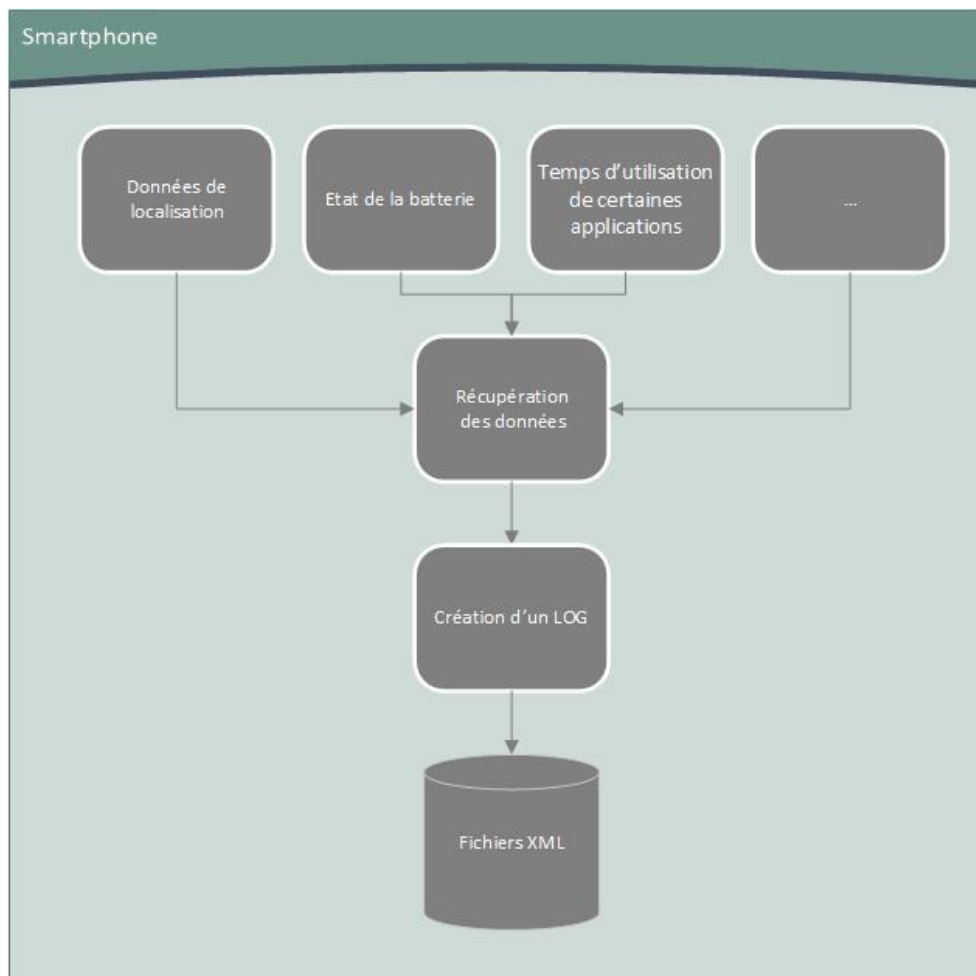 Smartphone
Données de
localisation
Etat de la batterie
Temps d'utilisation
de certaines
applications
...
Récupération
des données
Création d´un LOG
Fichiers XML